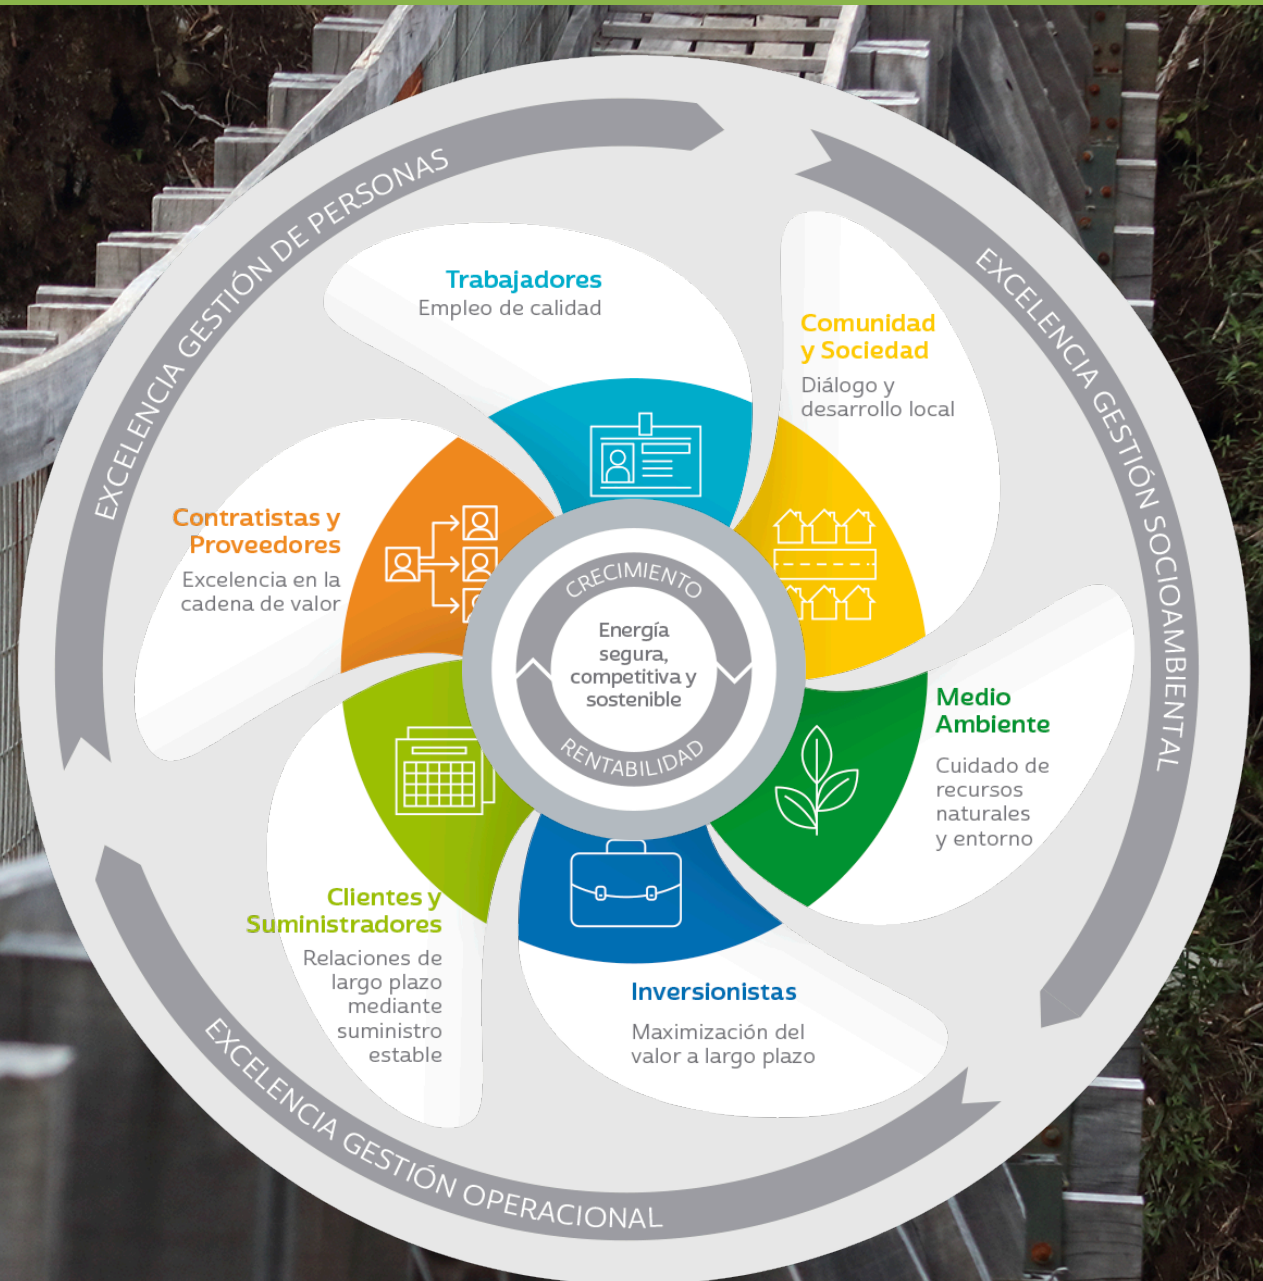 EXCELENCIA GESTIÓN DE PERSONAS
EXCELENCIA GESTIÓN SOCIOAMBIENTAL
Trabajadores
Empleo de calidad
Comunidad
y Sociedad
Diálogo y
desarrollo local
Contratistas y
Proveedores
Excelencia en la
cadena de valor
CRECIMIENTO
Energía
segura,
competitiva y
sostenible
RENTABILIDAD
Medio
Ambiente
Cuidado de
recursos
naturales
y entorno
Clientes y
Suministradores
Relaciones de
largo plazo
mediante
suministro
estable
Inversionistas
Maximización del
valor a largo plazo
EXCELENCIA GESTIÓN OPERACIONAL